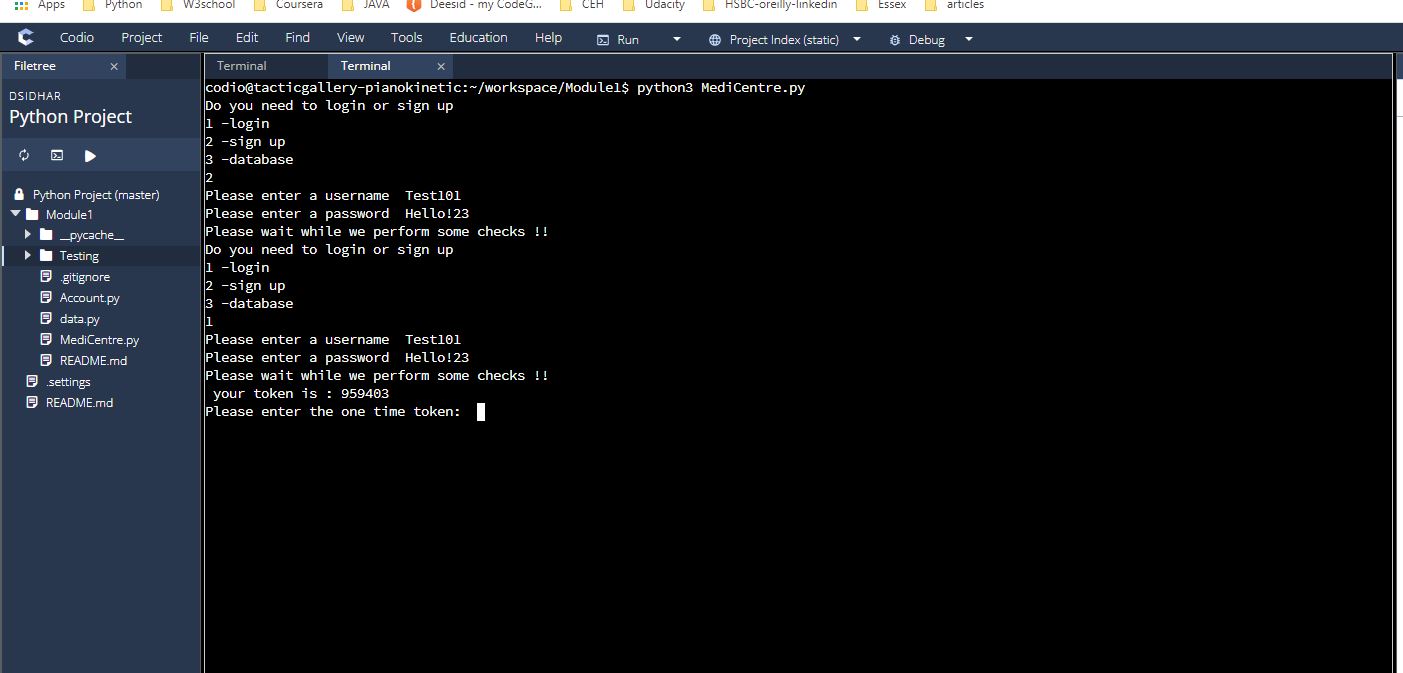 Apps Python W3school Coursera JAVA Deesid - my CodeG... CEH Udacity HSBC-oreilly-linkedin Essex articles
Codio Project File Edit Find View Tools Education Help Run Project Index (static) Debug
Filetree × Terminal Terminal ×
DSIDHAR
Python Project
Python Project (master)
Module1
__pycache__
Testing
.gitignore
Account.py
data.py
MediCentre.py
README.md
.settings
README.md
codio@tacticgallery-pianokinetic:~/workspace/Module1$ python3 MediCentre.py
Do you need to login or sign up
1 -login
2 -sign up
3 -database
2
Please enter a username  Test101
Please enter a password  Hello!23
Please wait while we perform some checks !!
Do you need to login or sign up
1 -login
2 -sign up
3 -database
1
Please enter a username  Test101
Please enter a password  Hello!23
Please wait while we perform some checks !!
 your token is : 959403
Please enter the one time token: